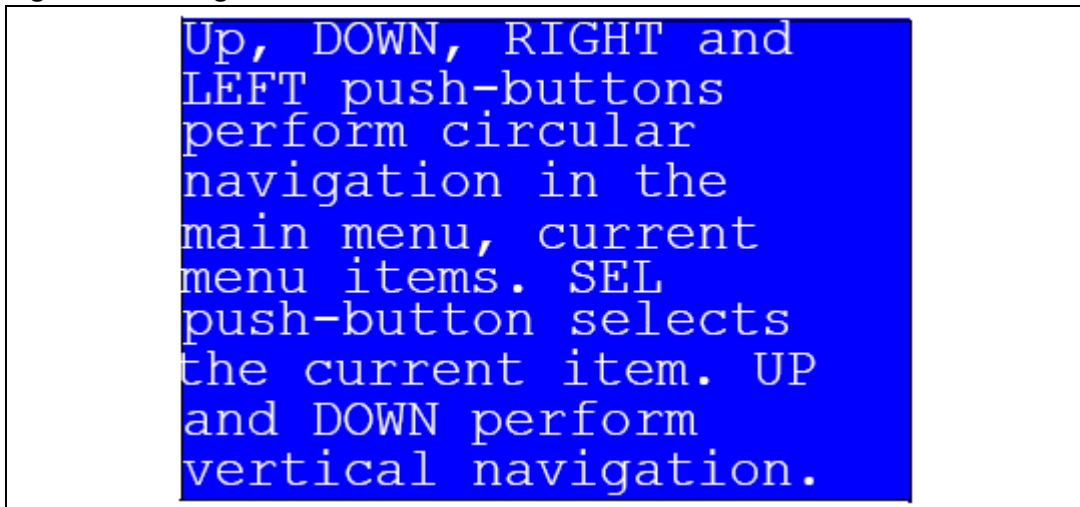 Up, DOWN, RIGHT and
LEFT push-buttons
perform circular
navigation in the
main menu, current
menu items. SEL
push-button selects
the current item. UP
and DOWN perform
vertical navigation.